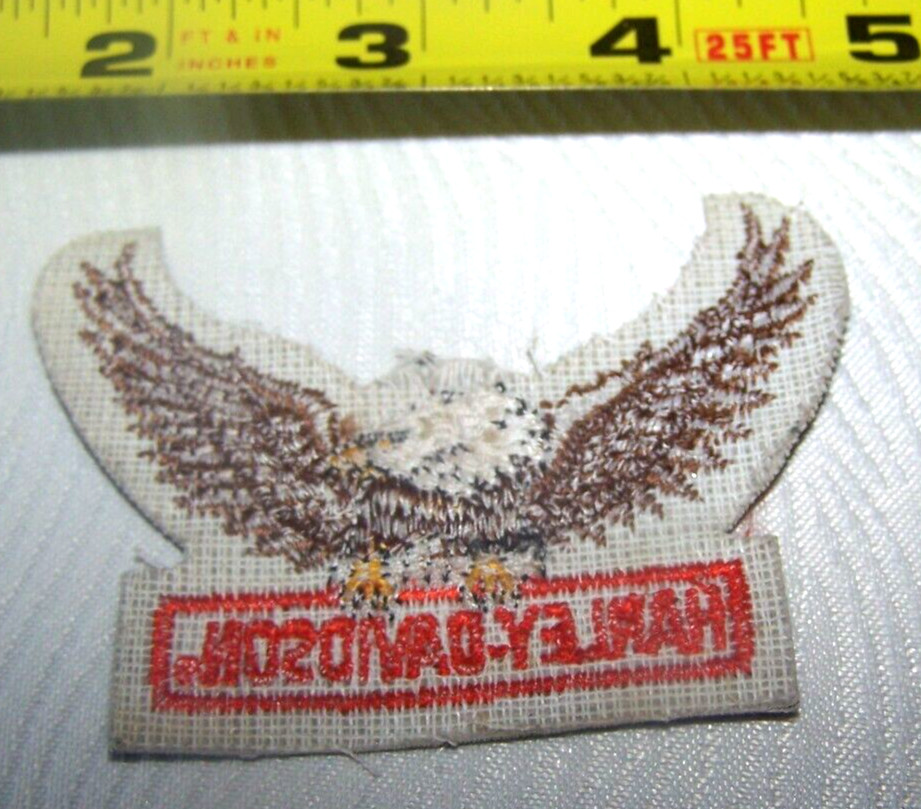 2 FT & IN 3 4 25FT 5
INCHES
HARLEY-DAVIDSON®